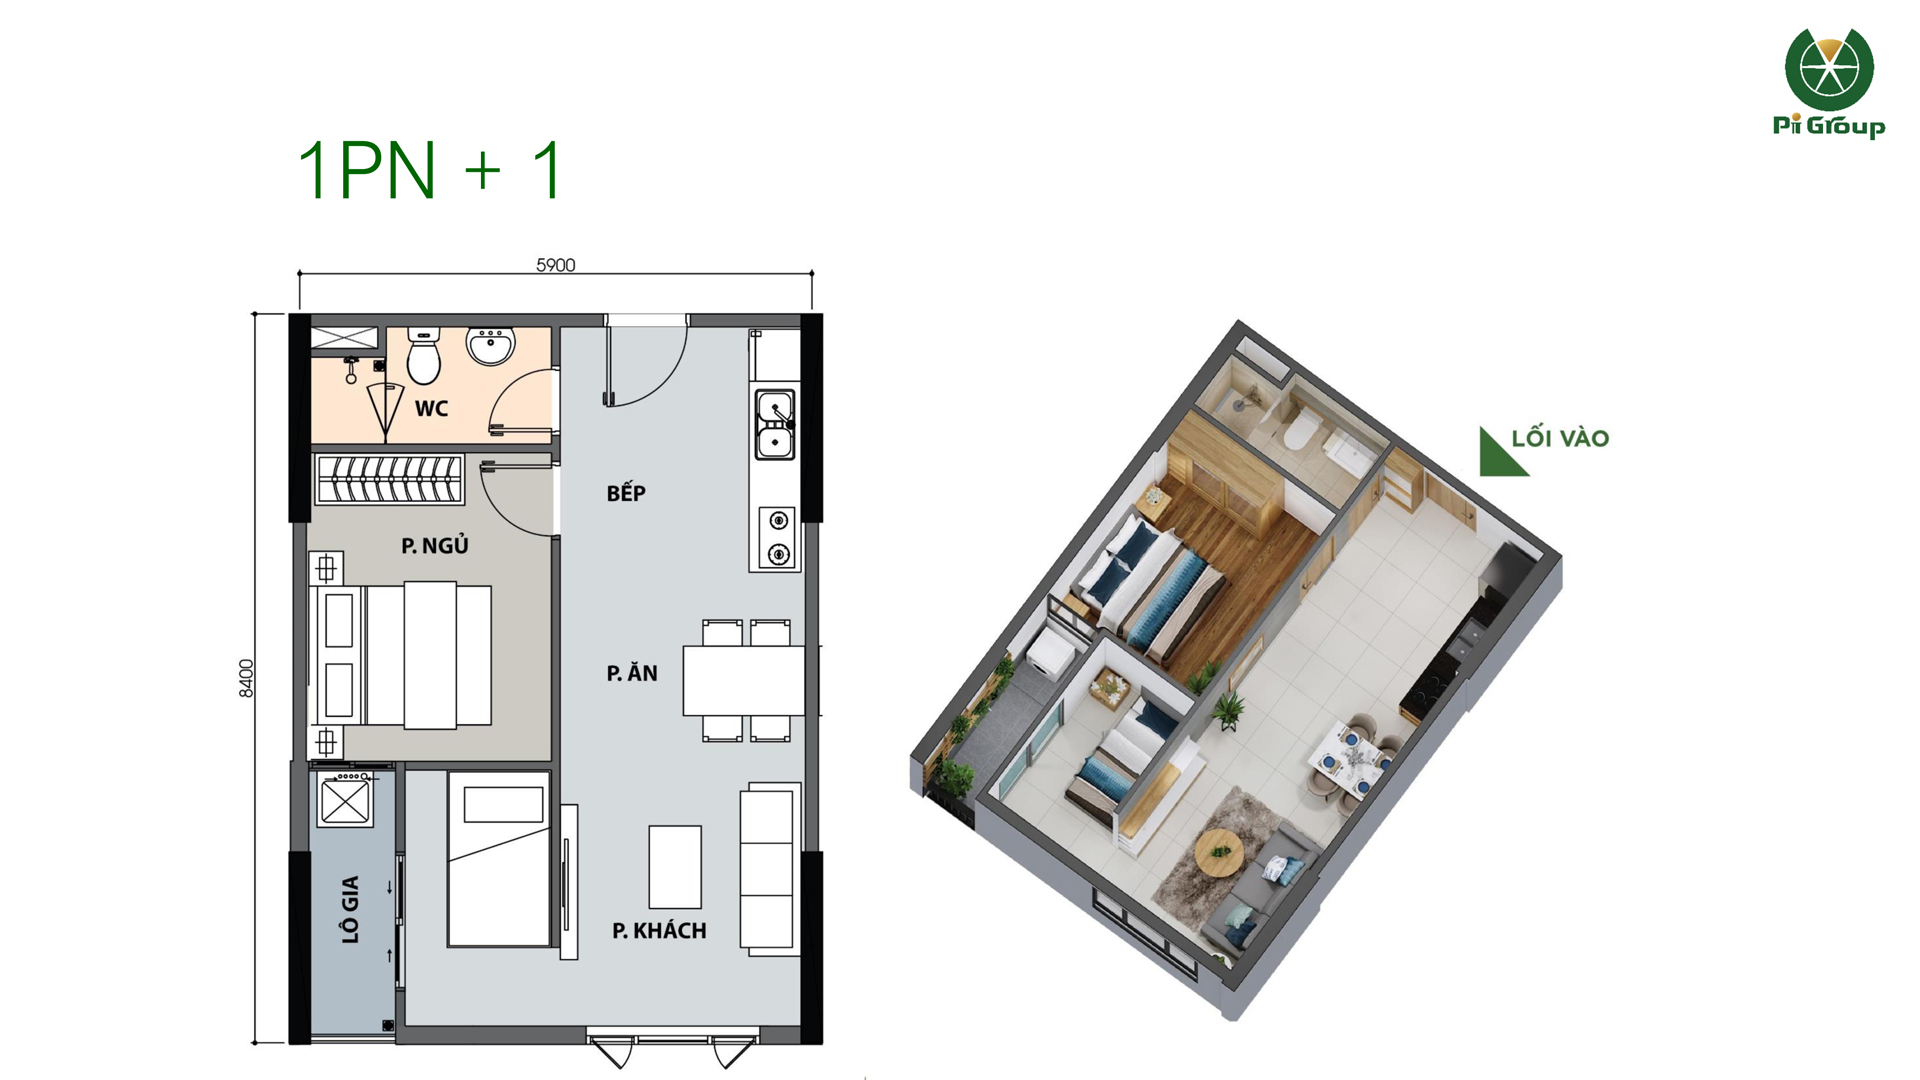 Pi Group
1PN + 1
5900
8400
WC
BẾP
P. NGỦ
P. ĂN
LÔ GIA
P. KHÁCH
LỐI VÀO